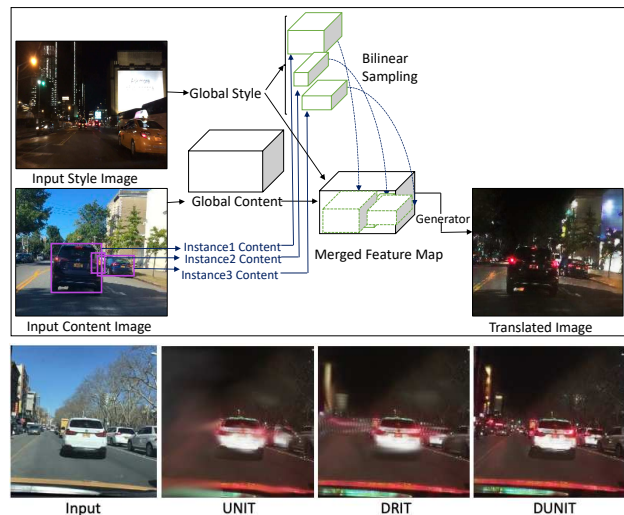 Bilinear
Sampling
Global Style
Input Style Image
Global Content
Generator
Instance1 Content
Instance2 Content
Instance3 Content
Merged Feature Map
Input Content Image
Translated Image
Input
UNIT
DRIT
DUNIT